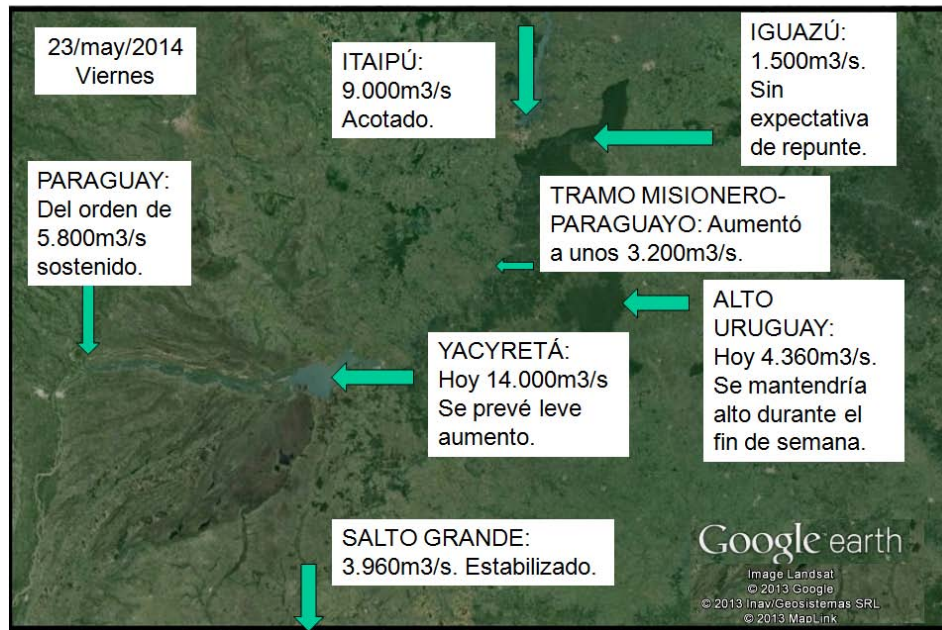 23/may/2014
Viernes
ITAIPÚ:
9.000m3/s
Acotado.
IGUAZÚ:
1.500m3/s.
Sin
expectativa
de repunte.
PARAGUAY:
Del orden de
5.800m3/s
sostenido.
TRAMO MISIONERO-
PARAGUAYO: Aumentó
a unos 3.200m3/s.
ALTO
URUGUAY:
Hoy 4.360m3/s.
Se mantendría
alto durante el
fin de semana.
YACYRETÁ:
Hoy 14.000m3/s
Se prevé leve
aumento.
SALTO GRANDE:
3.960m3/s. Estabilizado.
Google earth
Image Landsat
© 2013 Google
© 2013 Inav/Geosistemas SRL
© 2013 MapLink